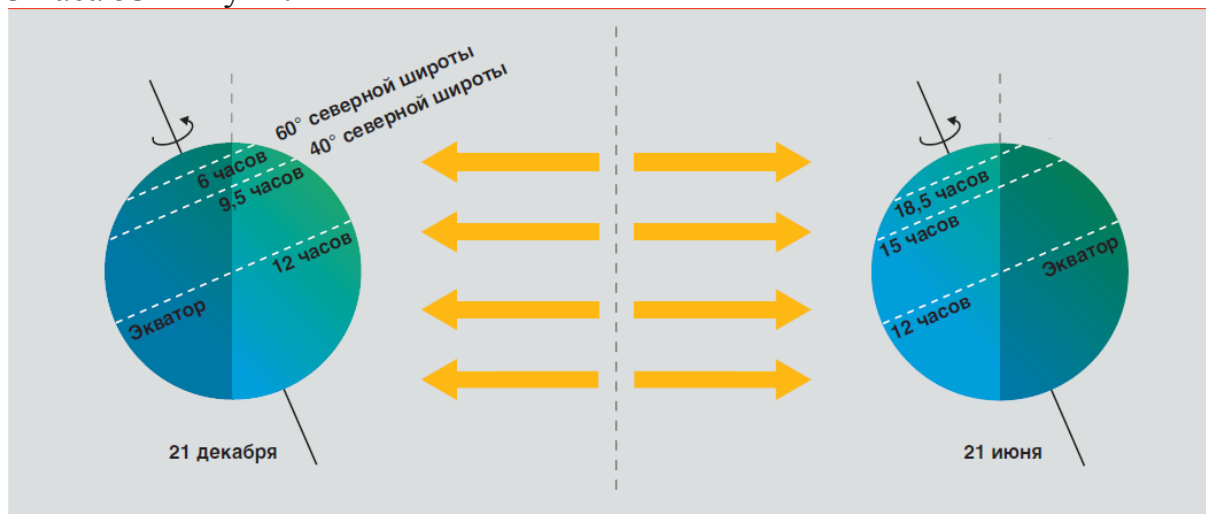 60° северной широты
40° северной широты
6 часов
9,5 часов
12 часов
Экватор
21 декабря
18,5 часов
15 часов
Экватор
12 часов
21 июня